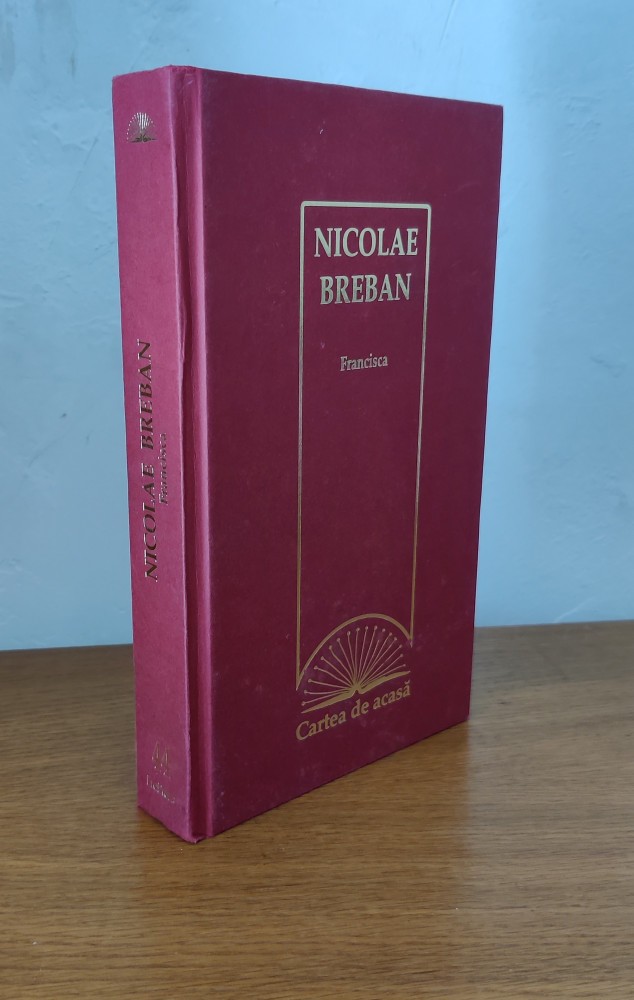 NICOLAE
BREBAN
Francisca
Cartea de acasă
NICOLAE BREBAN
Francisca